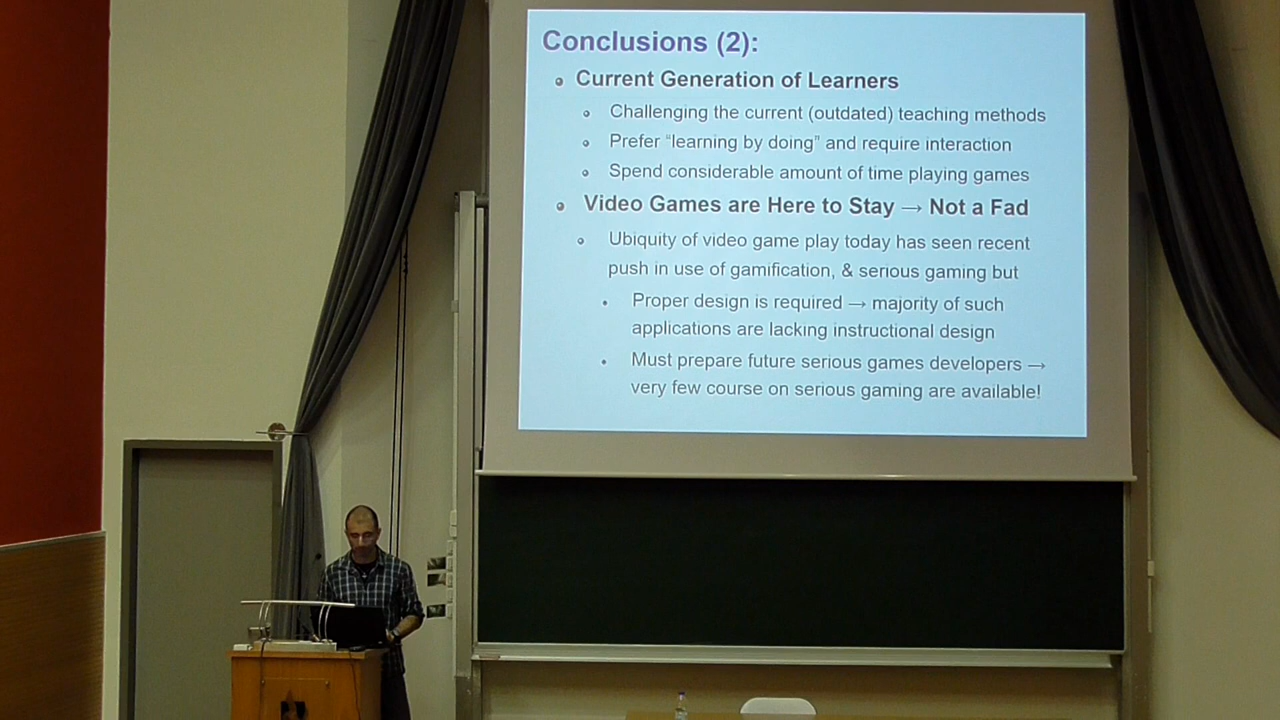 Conclusions (2):
Current Generation of Learners
Challenging the current (outdated) teaching methods
Prefer “learning by doing” and require interaction
Spend considerable amount of time playing games
Video Games are Here to Stay → Not a Fad
Ubiquity of video game play today has seen recent
push in use of gamification, & serious gaming but
Proper design is required → majority of such
applications are lacking instructional design
Must prepare future serious games developers →
very few course on serious gaming are available!